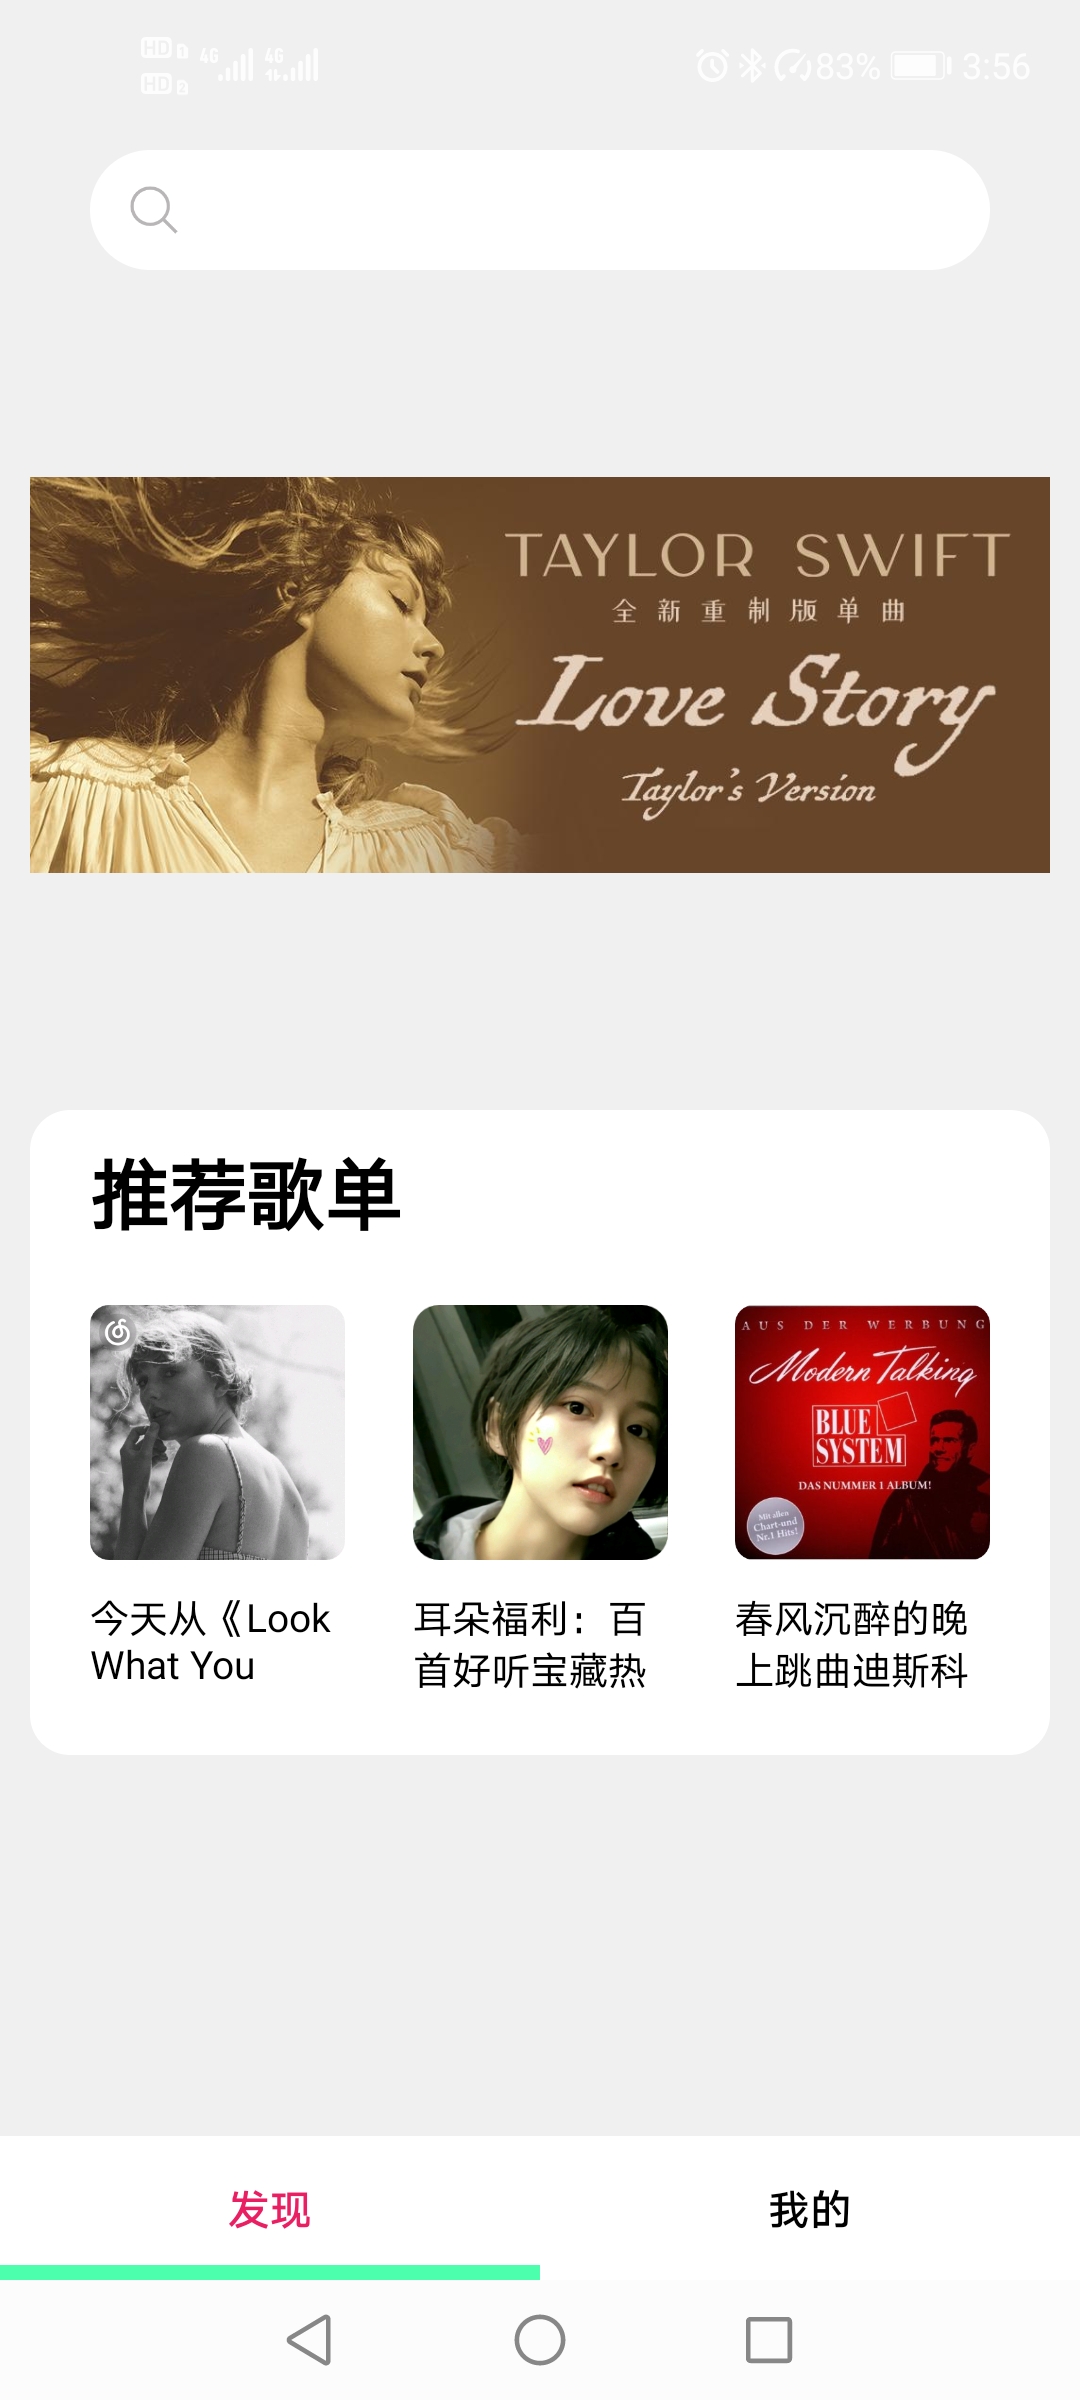 HD 1 4G 4G
HD 2
83% 3:56
TAYLOR SWIFT
全新重制版单曲
Love Story
Taylor's Version
推荐歌单
AUS DER WERBUNG
Modern Talking
BLUE
SYSTEM
DAS NUMMER 1 ALBUM!
Mit allen
Chart-und
Nr.1 Hits!
今天从《Look
What You
耳朵福利：百
首好听宝藏热
春风沉醉的晚
上跳曲迪斯科
发现
我的